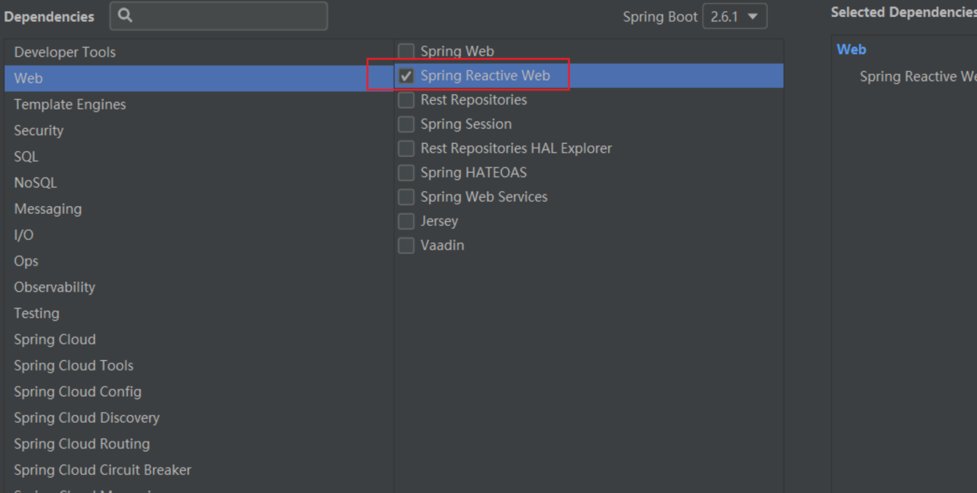 Dependencies
Spring Boot 2.6.1
Selected Dependencies
Developer Tools
Web
Template Engines
Security
SQL
NoSQL
Messaging
I/O
Ops
Observability
Testing
Spring Cloud
Spring Cloud Tools
Spring Cloud Config
Spring Cloud Discovery
Spring Cloud Routing
Spring Cloud Circuit Breaker
Spring Web
Spring Reactive Web
Rest Repositories
Spring Session
Rest Repositories HAL Explorer
Spring HATEOAS
Spring Web Services
Jersey
Vaadin
Web
Spring Reactive We